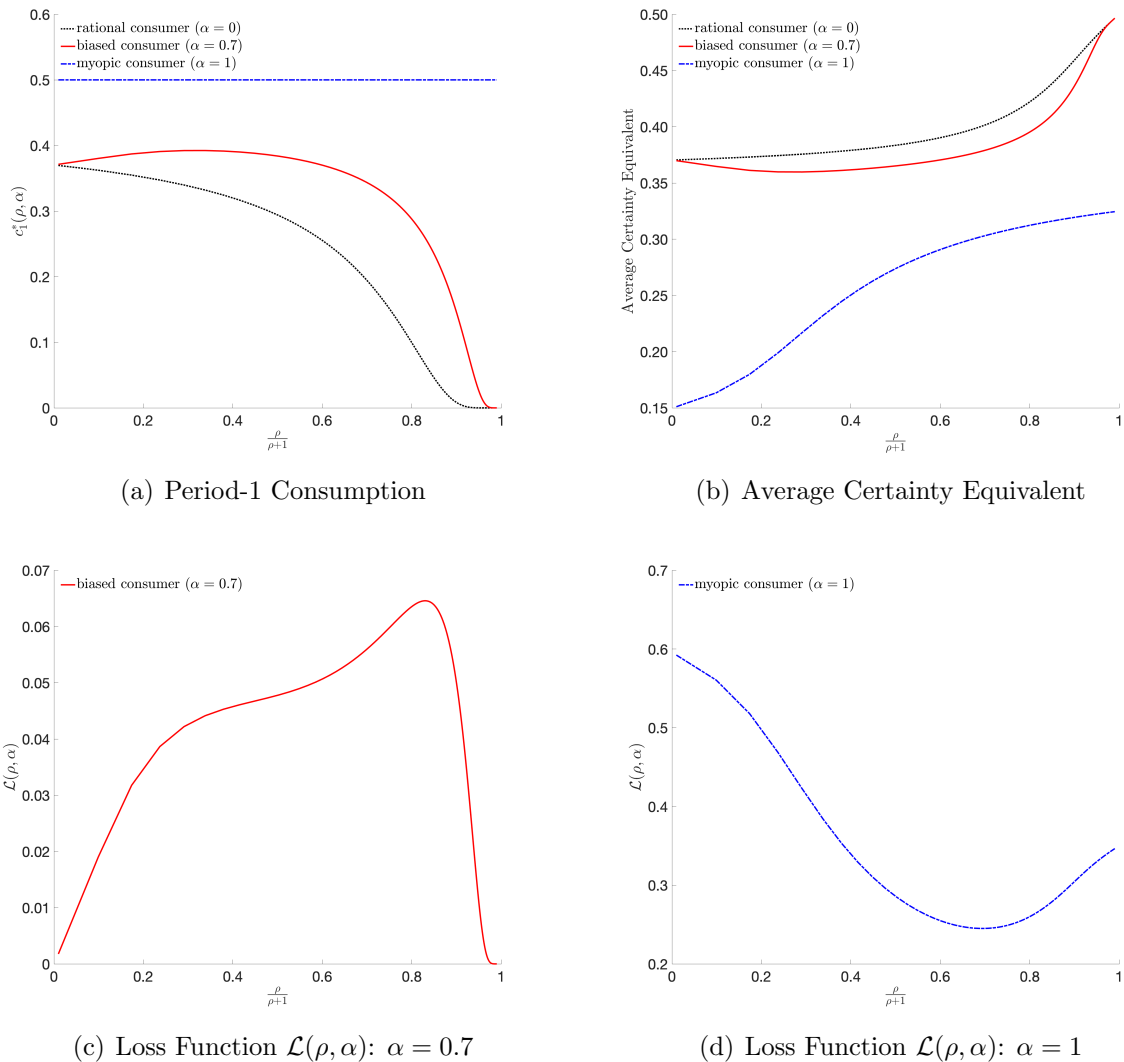 0.6
rational consumer (α = 0)
biased consumer (α = 0.7)
myopic consumer (α = 1)
0.5
0.4
0.3
0.2
0.1
0
c₁*(ρ, α)
0 0.2 0.4 0.6 0.8 1
ρ/(ρ+1)
(a) Period-1 Consumption
0.50
rational consumer (α = 0)
biased consumer (α = 0.7)
myopic consumer (α = 1)
0.45
0.40
0.35
0.30
0.25
0.20
0.15
Average Certainty Equivalent
0 0.2 0.4 0.6 0.8 1
ρ/(ρ+1)
(b) Average Certainty Equivalent
0.07
biased consumer (α = 0.7)
0.06
0.05
0.04
0.03
0.02
0.01
0
ℒ(ρ, α)
0 0.2 0.4 0.6 0.8 1
ρ/(ρ+1)
(c) Loss Function ℒ(ρ, α): α = 0.7
0.7
myopic consumer (α = 1)
0.6
0.5
0.4
0.3
0.2
ℒ(ρ, α)
0 0.2 0.4 0.6 0.8 1
ρ/(ρ+1)
(d) Loss Function ℒ(ρ, α): α = 1